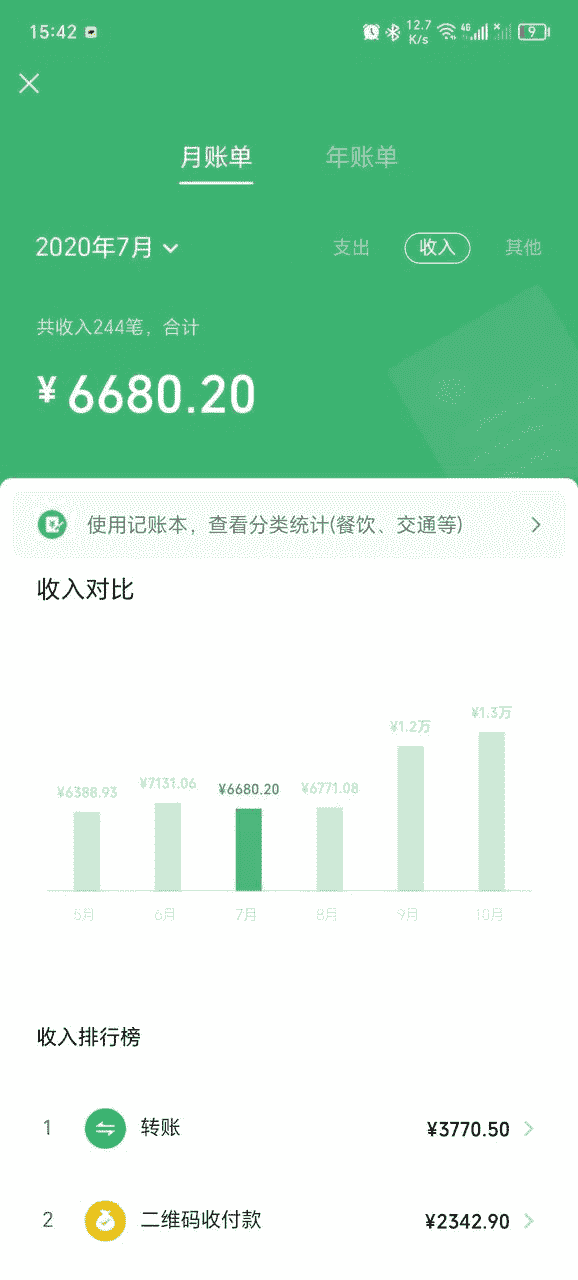 15:42
12.7
K/s
4G
9
月账单 年账单
2020年7月 支出 收入 其他
共收入244笔，合计
¥6680.20
使用记账本，查看分类统计(餐饮、交通等)
收入对比
¥6388.93 ¥7131.06 ¥6680.20 ¥6771.08 ¥1.2万 ¥1.3万
5月 6月 7月 8月 9月 10月
收入排行榜
1 转账 ¥3770.50
2 二维码收付款 ¥2342.90